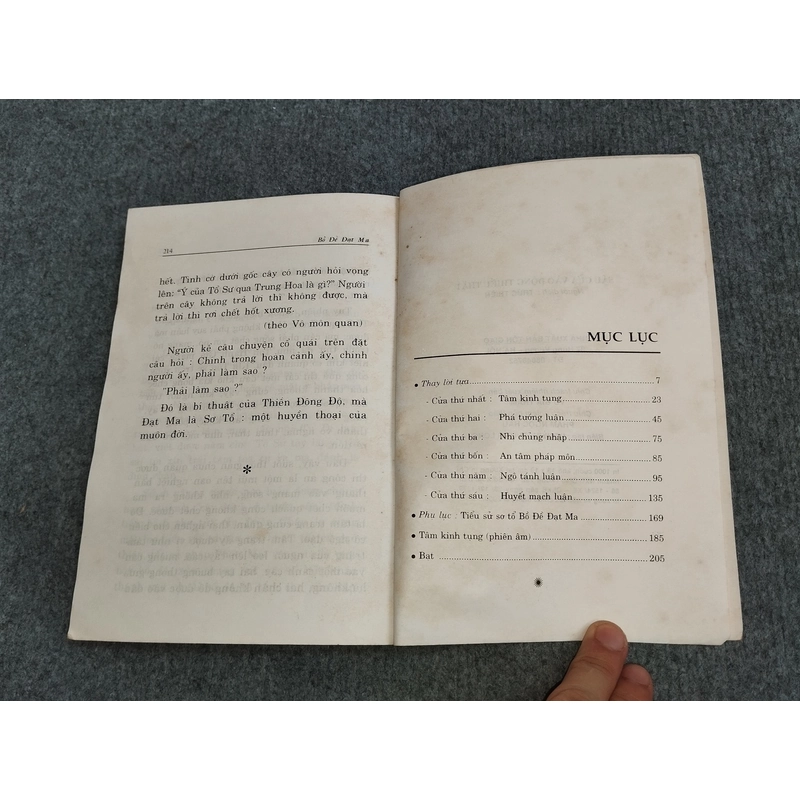 214
Bồ Đề Đạt Ma
hết. Tình cờ dưới gốc cây có người hỏi vọng
lên: "Ý của Tổ Sư qua Trung Hoa là gì?" Người
trên cây không trả lời thì không được, mà
trả lời thì rơi chết hốt xương.
(theo Vô môn quan)
Người kể câu chuyện cổ quái trên đặt
câu hỏi : Chính trong hoàn cảnh ấy, chính
người ấy, phải làm sao ?
"Phải làm sao ?"
Đó là bí thuật của Thiền Đông Độ, mà
Đạt Ma là Sơ Tổ : một huyền thoại của
muôn đời.
*
MỤC LỤC
• Thay lời tựa 7
- Cửa thứ nhất : Tâm kinh tụng 23
- Cửa thứ hai : Phá tướng luận 45
- Cửa thứ ba : Nhị chủng nhập 75
- Cửa thứ bốn : An tâm pháp môn 85
- Cửa thứ năm : Ngộ tánh luận 95
- Cửa thứ sáu : Huyết mạch luận 135
• Phụ lục : Tiểu sử sơ tổ Bồ Đề Đạt Ma 169
• Tâm kinh tụng (phiên âm) 185
• Bạt 205